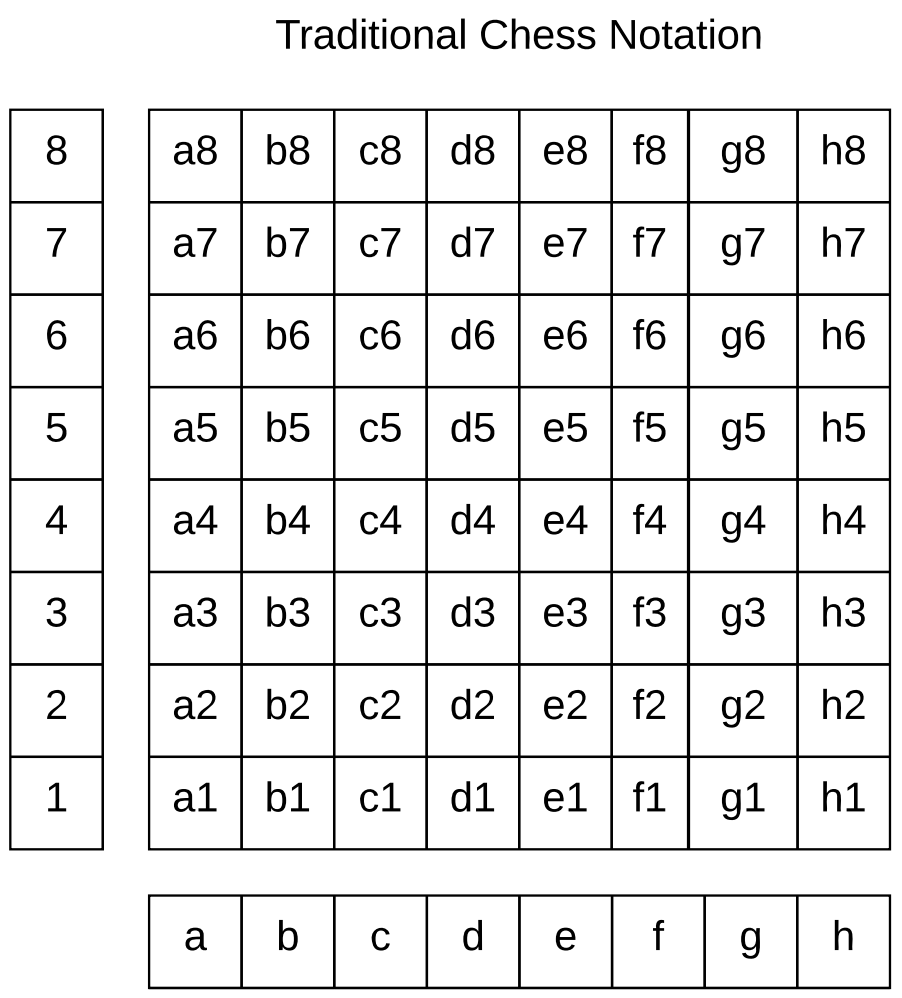 Traditional Chess Notation
8 a8 b8 c8 d8 e8 f8 g8 h8
7 a7 b7 c7 d7 e7 f7 g7 h7
6 a6 b6 c6 d6 e6 f6 g6 h6
5 a5 b5 c5 d5 e5 f5 g5 h5
4 a4 b4 c4 d4 e4 f4 g4 h4
3 a3 b3 c3 d3 e3 f3 g3 h3
2 a2 b2 c2 d2 e2 f2 g2 h2
1 a1 b1 c1 d1 e1 f1 g1 h1
a b c d e f g h